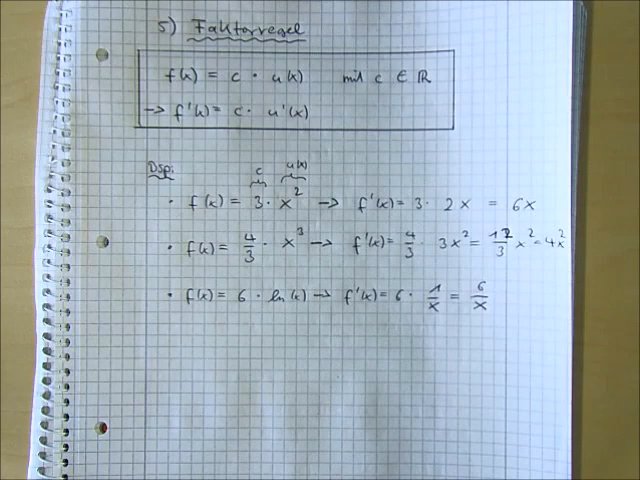 5) Faktorregel
f(x) = c · u(x) mit c ∈ ℝ
→ f'(x) = c · u'(x)
Bsp:
c u(x)
· f(x) = 3 · x² → f'(x) = 3 · 2x = 6x
· f(x) = 4/3 · x³ → f'(x) = 4/3 · 3x² = 12/3 x² = 4x²
· f(x) = 6 · ln(x) → f'(x) = 6 · 1/x = 6/x